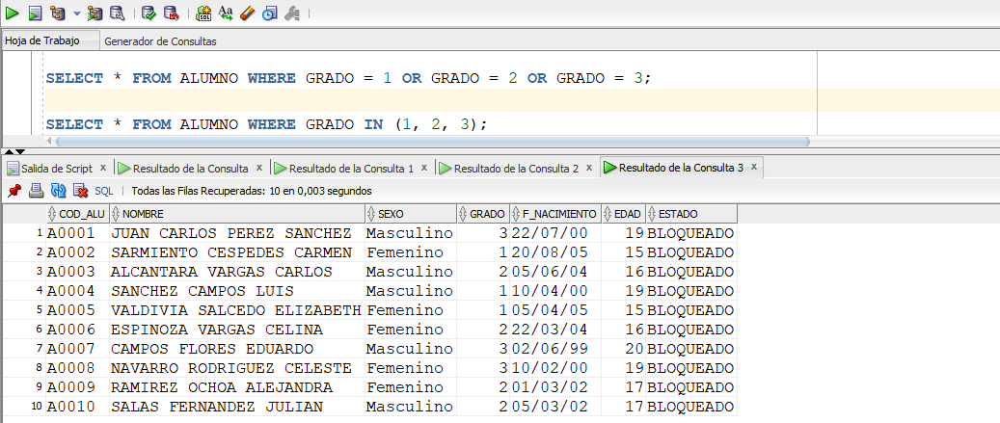 Hoja de Trabajo Generador de Consultas
SELECT * FROM ALUMNO WHERE GRADO = 1 OR GRADO = 2 OR GRADO = 3;
SELECT * FROM ALUMNO WHERE GRADO IN (1, 2, 3);
Salida de Script x Resultado de la Consulta x Resultado de la Consulta 1 x Resultado de la Consulta 2 x Resultado de la Consulta 3 x
SQL Todas las Filas Recuperadas: 10 en 0,003 segundos
COD_ALU NOMBRE SEXO GRADO F_NACIMIENTO EDAD ESTADO
1 A0001 JUAN CARLOS PEREZ SANCHEZ Masculino 3 22/07/00 19 BLOQUEADO
2 A0002 SARMIENTO CESPEDES CARMEN Femenino 1 20/08/05 15 BLOQUEADO
3 A0003 ALCANTARA VARGAS CARLOS Masculino 2 05/06/04 16 BLOQUEADO
4 A0004 SANCHEZ CAMPOS LUIS Masculino 1 10/04/00 19 BLOQUEADO
5 A0005 VALDIVIA SALCEDO ELIZABETH Femenino 1 05/04/05 15 BLOQUEADO
6 A0006 ESPINOZA VARGAS CELINA Femenino 2 22/03/04 16 BLOQUEADO
7 A0007 CAMPOS FLORES EDUARDO Masculino 3 02/06/99 20 BLOQUEADO
8 A0008 NAVARRO RODRIGUEZ CELESTE Femenino 3 10/02/00 19 BLOQUEADO
9 A0009 RAMIREZ OCHOA ALEJANDRA Femenino 2 01/03/02 17 BLOQUEADO
10 A0010 SALAS FERNANDEZ JULIAN Masculino 2 05/03/02 17 BLOQUEADO